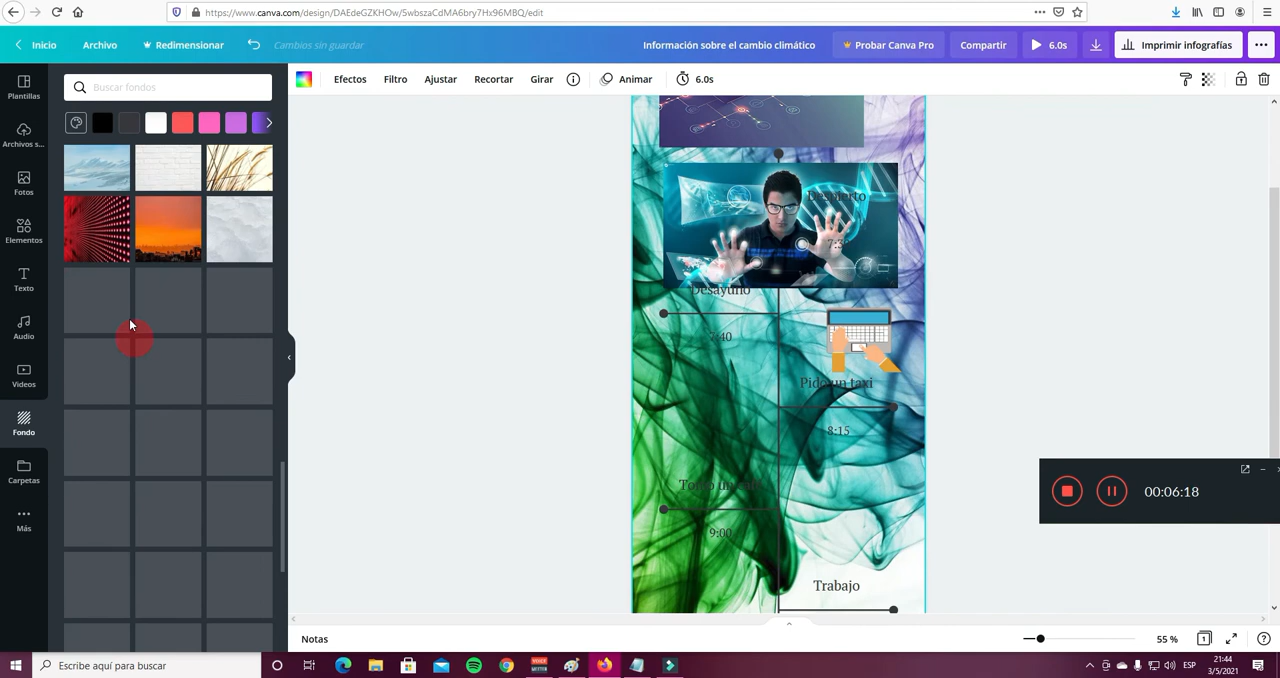 https://www.canva.com/design/DAEdeGZKHOw/5wbszaCdMA6bry7Hx96MBQ/edit
Inicio
Archivo
Redimensionar
Cambios sin guardar
Información sobre el cambio climático
Probar Canva Pro
Compartir
6.0s
Imprimir infografías
Plantillas
Archivos s...
Fotos
Elementos
Texto
Audio
Videos
Fondo
Carpetas
Más
Buscar fondos
Efectos
Filtro
Ajustar
Recortar
Girar
Animar
6.0s
Despierto
Desayuno
7:40
Pido un taxi
8:15
9:00
Trabajo
00:06:18
Notas
55 %
1
Escribe aquí para buscar
ESP
21:44
3/5/2021